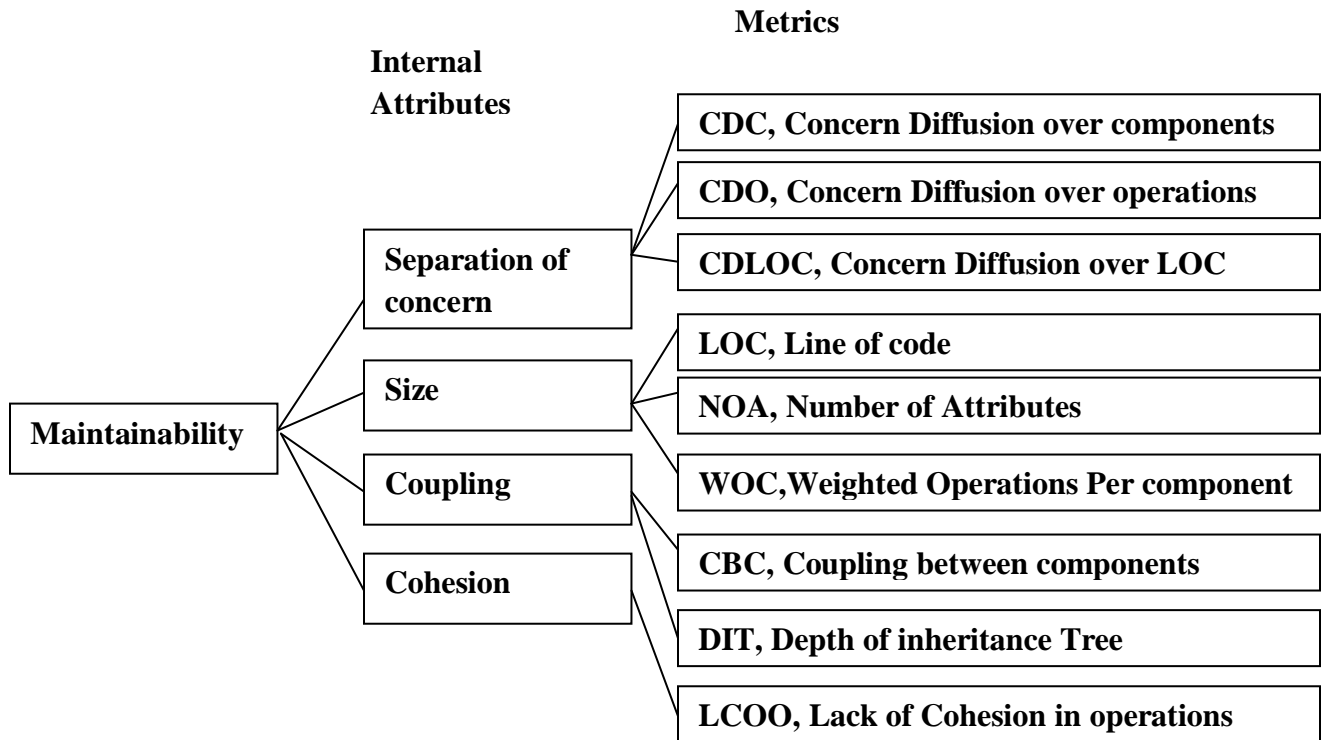 Metrics
Internal
Attributes
CDC, Concern Diffusion over components
CDO, Concern Diffusion over operations
Separation of
concern
CDLOC, Concern Diffusion over LOC
LOC, Line of code
Size
NOA, Number of Attributes
Maintainability
Coupling
WOC,Weighted Operations Per component
CBC, Coupling between components
Cohesion
DIT, Depth of inheritance Tree
LCOO, Lack of Cohesion in operations